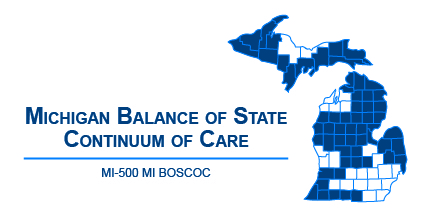 Michigan Balance of State
Continuum of Care
MI-500 MI BOSCOC